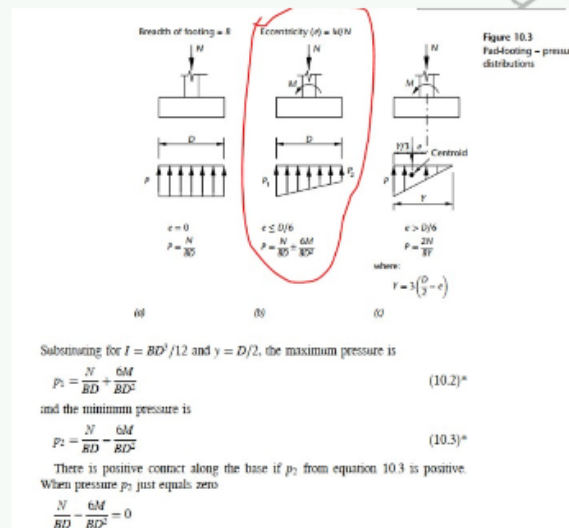 Breadth of footing = B
Eccentricity (e) = M/N
Figure 10.3
Pad-footing – pressu
distributions
N
N
N
M
M
D
D
Y/3
e
Centroid
P
P₁
P₂
P
Y
e = 0
P = N/BD
e ≤ D/6
P = N/BD ± 6M/BD²
e > D/6
P = 2N/BY
where:
Y = 3(D/2 – e)
(a)
(b)
(c)
Substituting for I = BD³/12 and y = D/2, the maximum pressure is
p₁ = N/BD + 6M/BD² (10.2)*
and the minimum pressure is
p₂ = N/BD − 6M/BD² (10.3)*
There is positive contact along the base if p₂ from equation 10.3 is positive.
When pressure p₂ just equals zero
N/BD − 6M/BD² = 0